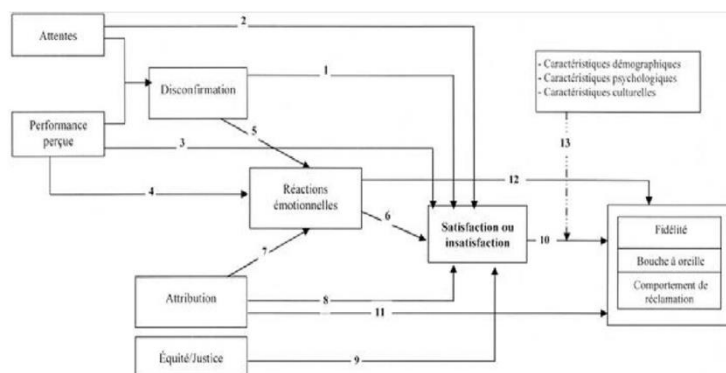 Attentes
2
- Caractéristiques démographiques
- Caractéristiques psychologiques
- Caractéristiques culturelles
1
Disconfirmation
Performance
perçue
5
3
13
4
Réactions
émotionnelles
12
6
Satisfaction ou
insatisfaction
10
Fidélité
Bouche à oreille
Comportement de
réclamation
7
Attribution
8
11
Équité/Justice
9